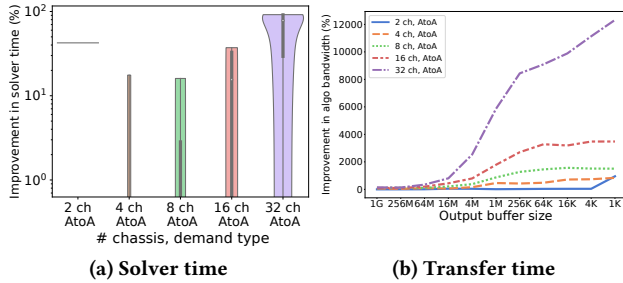 Improvement in solver time (%)
10²
10¹
10⁰
2 ch
AtoA
4 ch
AtoA
8 ch
AtoA
16 ch
AtoA
32 ch
AtoA
# chassis, demand type
(a) Solver time
Improvement in algo bandwidth (%)
12000
10000
8000
6000
4000
2000
0
2 ch, AtoA
4 ch, AtoA
8 ch, AtoA
16 ch, AtoA
32 ch, AtoA
1G 256M 64M 16M 4M 1M 256K 64K 16K 4K 1K
Output buffer size
(b) Transfer time